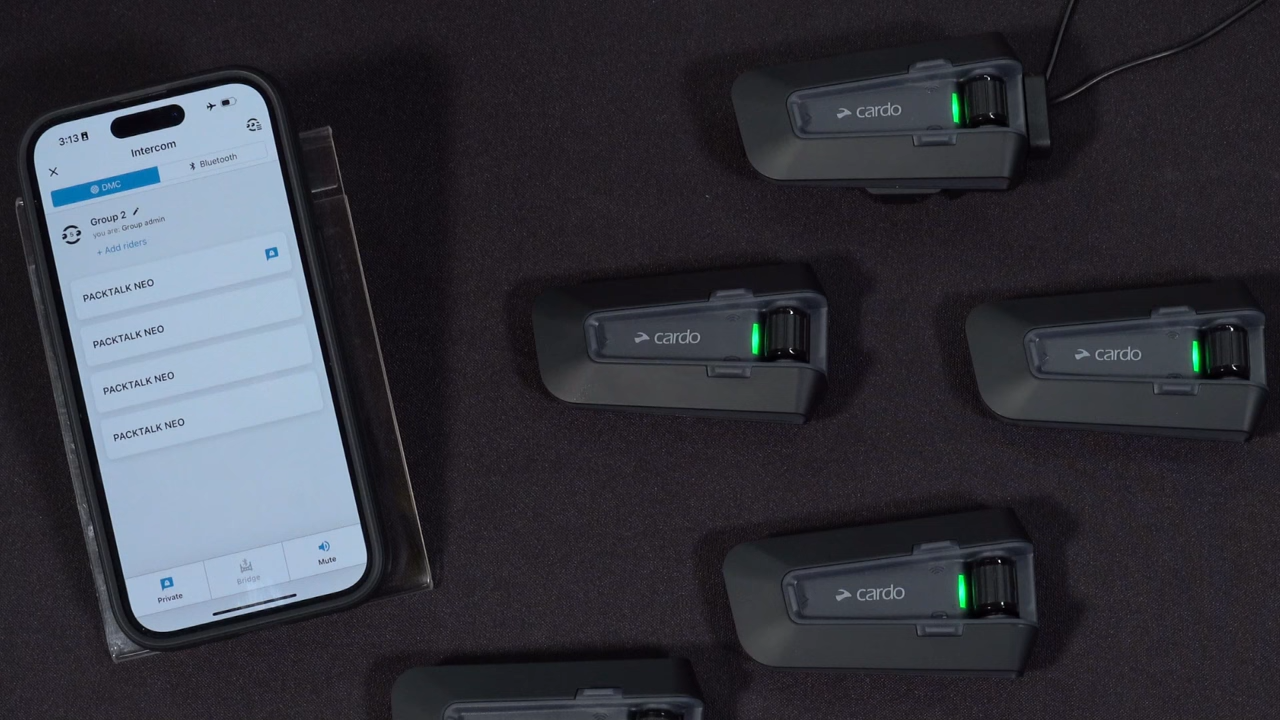 3:13
Intercom
DMC
Bluetooth
Group 2
you are: Group admin
+ Add riders
PACKTALK NEO
PACKTALK NEO
PACKTALK NEO
PACKTALK NEO
Private
Bridge
Mute
cardo
cardo
cardo
cardo